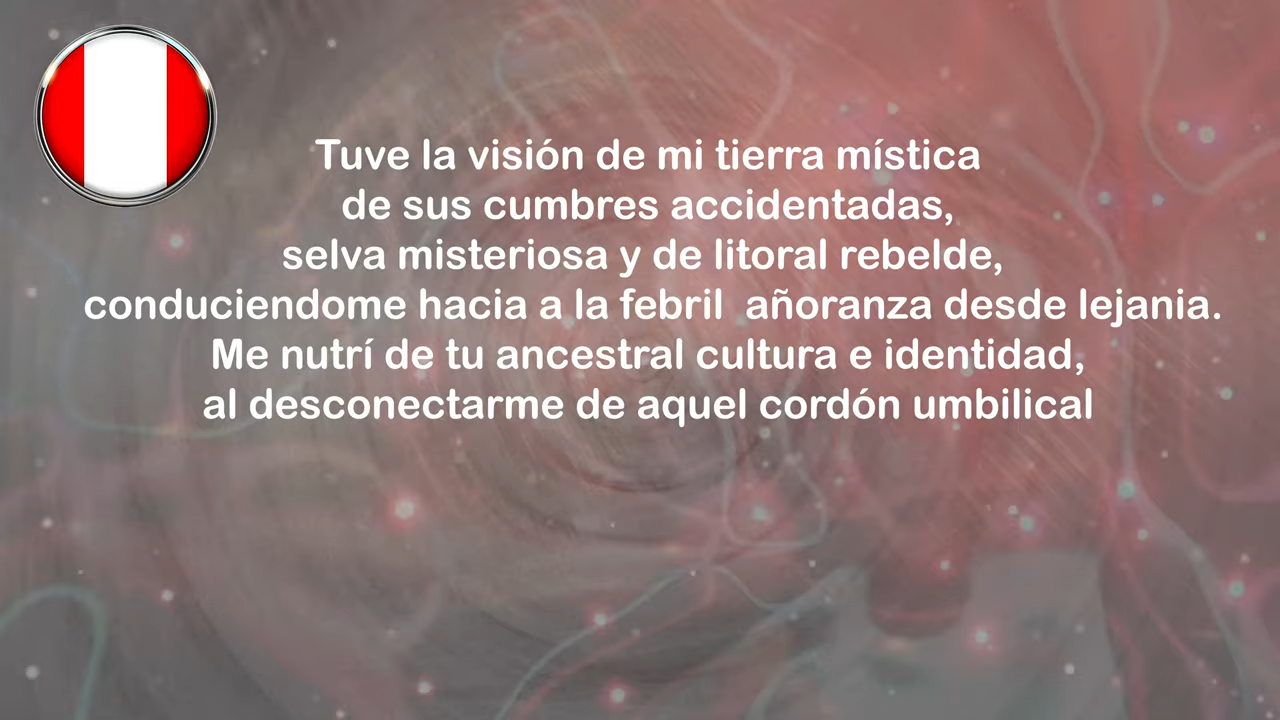 Tuve la visión de mi tierra mística
de sus cumbres accidentadas,
selva misteriosa y de litoral rebelde,
conduciendome hacia a la febril  añoranza desde lejania.
Me nutrí de tu ancestral cultura e identidad,
al desconectarme de aquel cordón umbilical